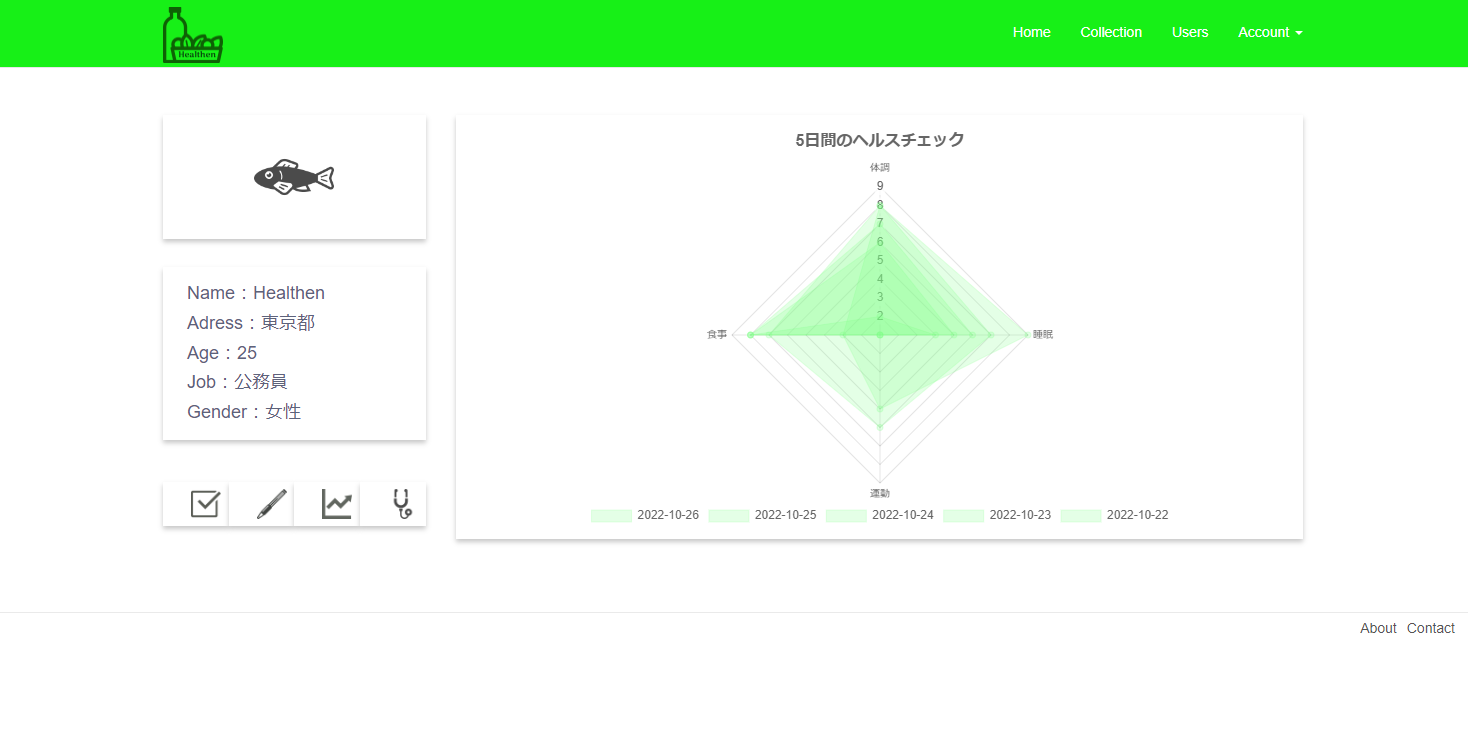 Healthen
Home Collection Users Account
Name：Healthen
Adress：東京都
Age：25
Job：公務員
Gender：女性
5日間のヘルスチェック
体調
9
8
7
6
5
4
3
2
食事
睡眠
運動
2022-10-26 2022-10-25 2022-10-24 2022-10-23 2022-10-22
About Contact